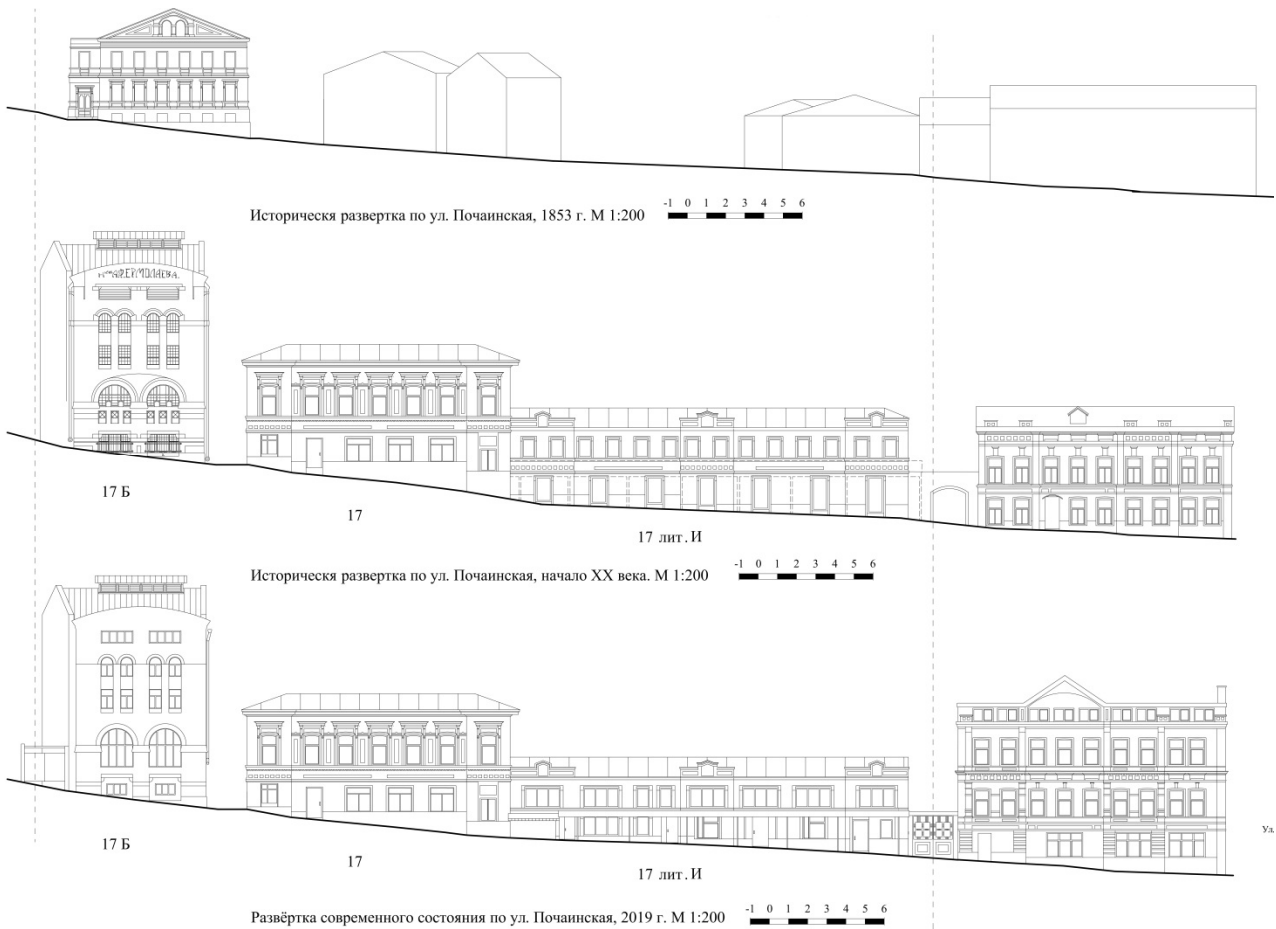 Историческя развертка по ул. Почаинская, 1853 г. М 1:200
-1 0 1 2 3 4 5 6
17 Б
17
17 лит. И
Историческя развертка по ул. Почаинская, начало XX века. М 1:200
-1 0 1 2 3 4 5 6
Ул.
17 Б
17
17 лит. И
Развёртка современного состояния по ул. Почаинская, 2019 г. М 1:200
-1 0 1 2 3 4 5 6